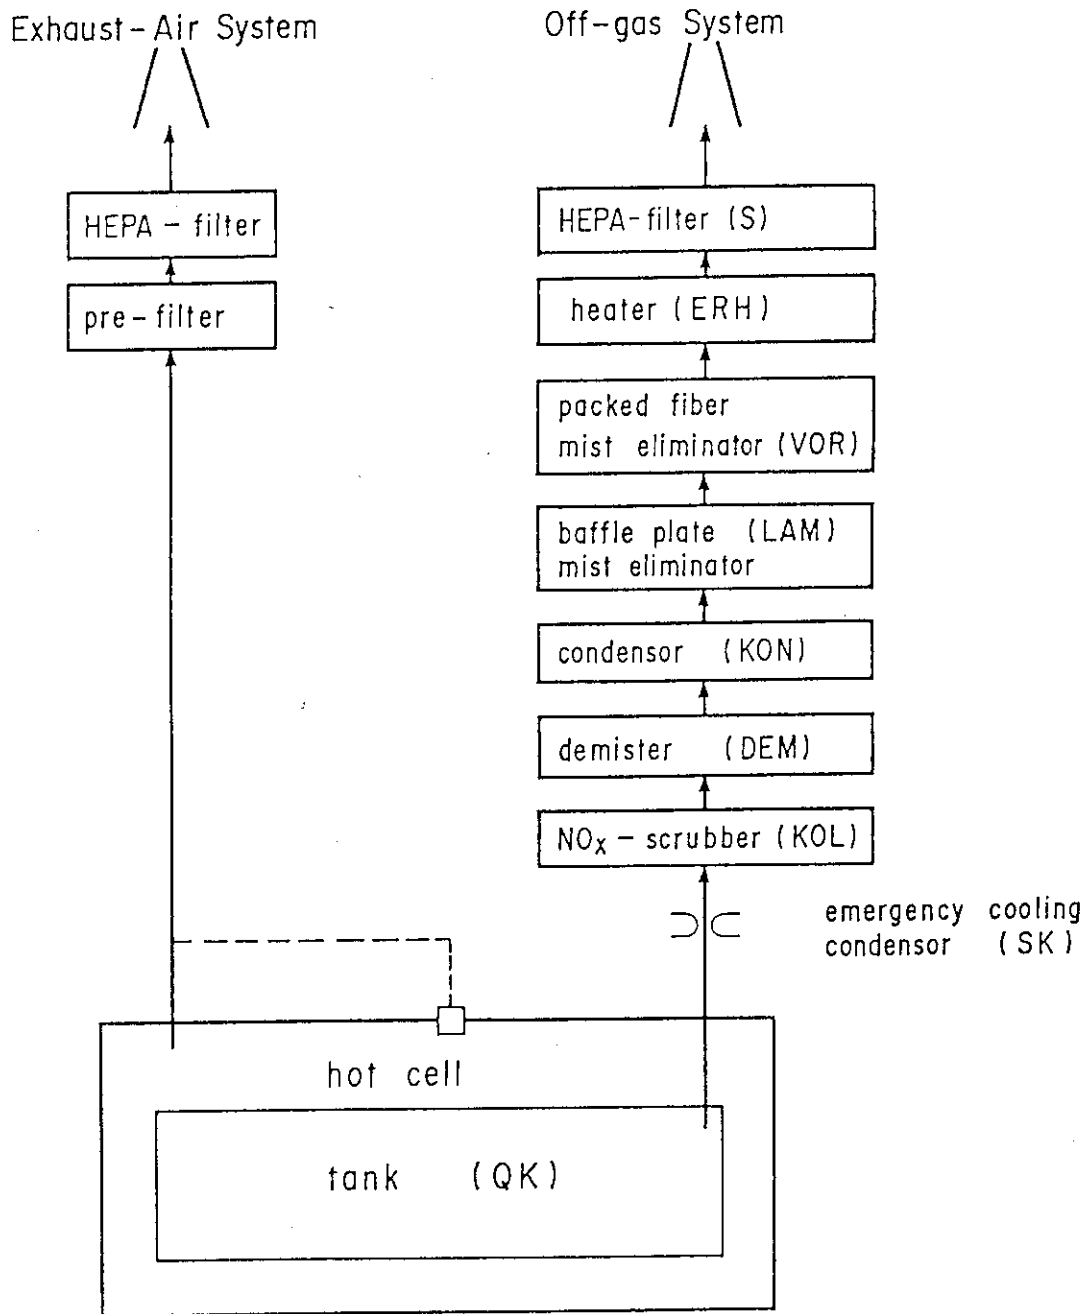 Exhaust-Air System
Off-gas System
HEPA - filter
pre-filter
HEPA-filter (S)
heater (ERH)
packed fiber
mist eliminator (VOR)
baffle plate (LAM)
mist eliminator
condensor (KON)
demister (DEM)
NOx - scrubber (KOL)
emergency cooling
condensor (SK)
hot cell
tank (QK)